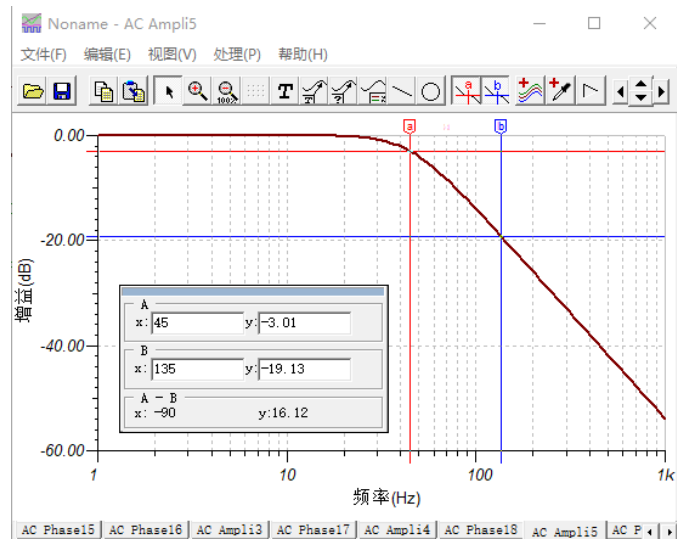 Noname - AC Ampli5
文件(F) 编辑(E) 视图(V) 处理(P) 帮助(H)
100% T T ? a b
a b
0.00
-20.00
-40.00
-60.00
增益(dB)
A
x: 45 y: -3.01
B
x: 135 y: -19.13
A - B
x: -90 y: 16.12
1 10 100 1k
频率(Hz)
AC Phase15 AC Phase16 AC Ampli3 AC Phase17 AC Ampli4 AC Phase18 AC Ampli5 AC P